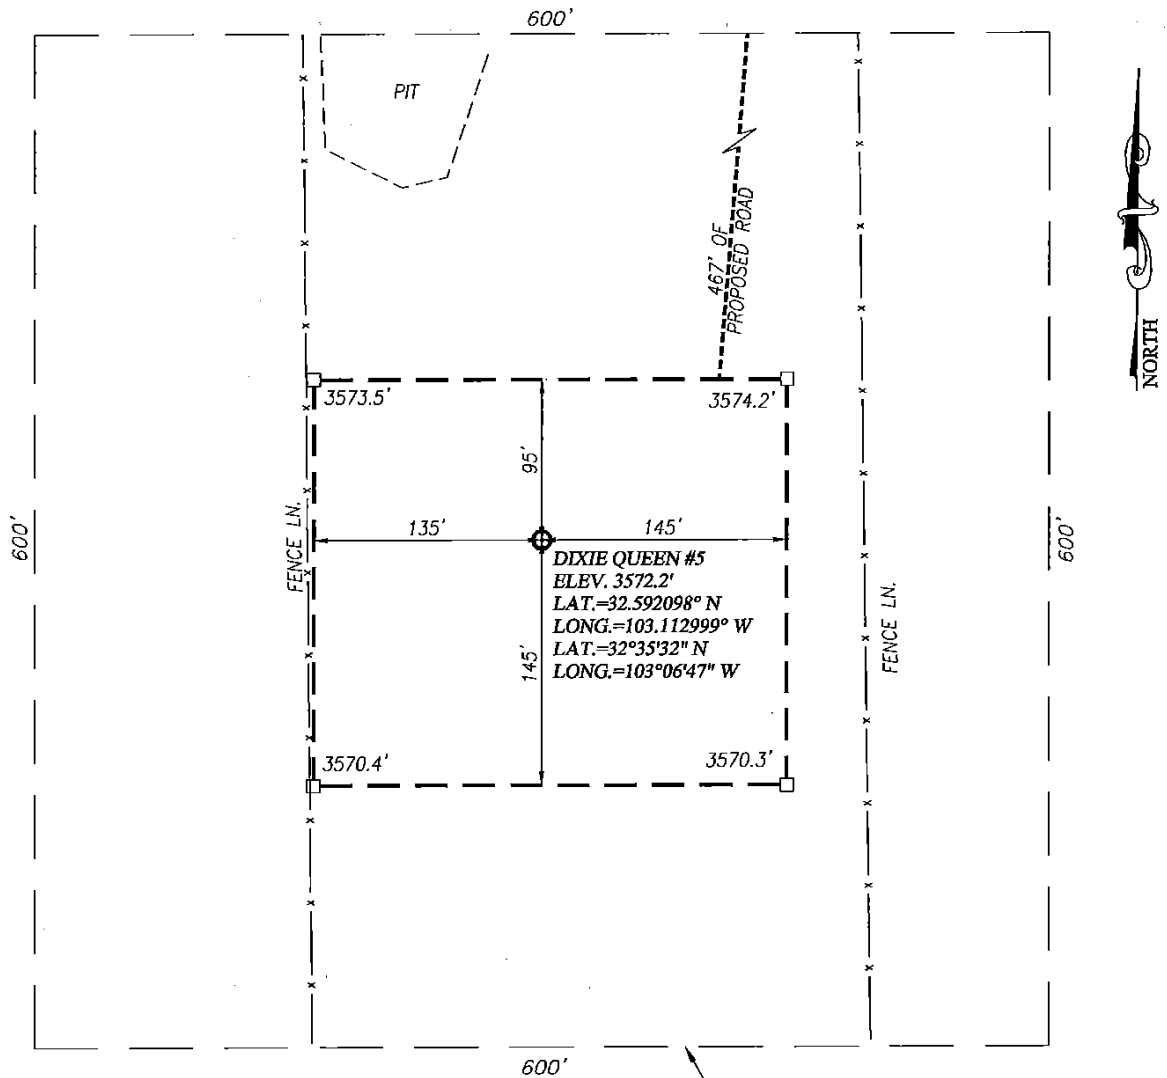 600'
PIT
467' OF
PROPOSED ROAD
NORTH
3573.5'
3574.2'
95'
600'
FENCE LN.
135'
145'
600'
DIXIE QUEEN #5
ELEV. 3572.2'
LAT.=32.592098° N
LONG.=103.112999° W
LAT.=32°35'32" N
LONG.=103°06'47" W
145'
FENCE LN.
3570.4'
3570.3'
600'